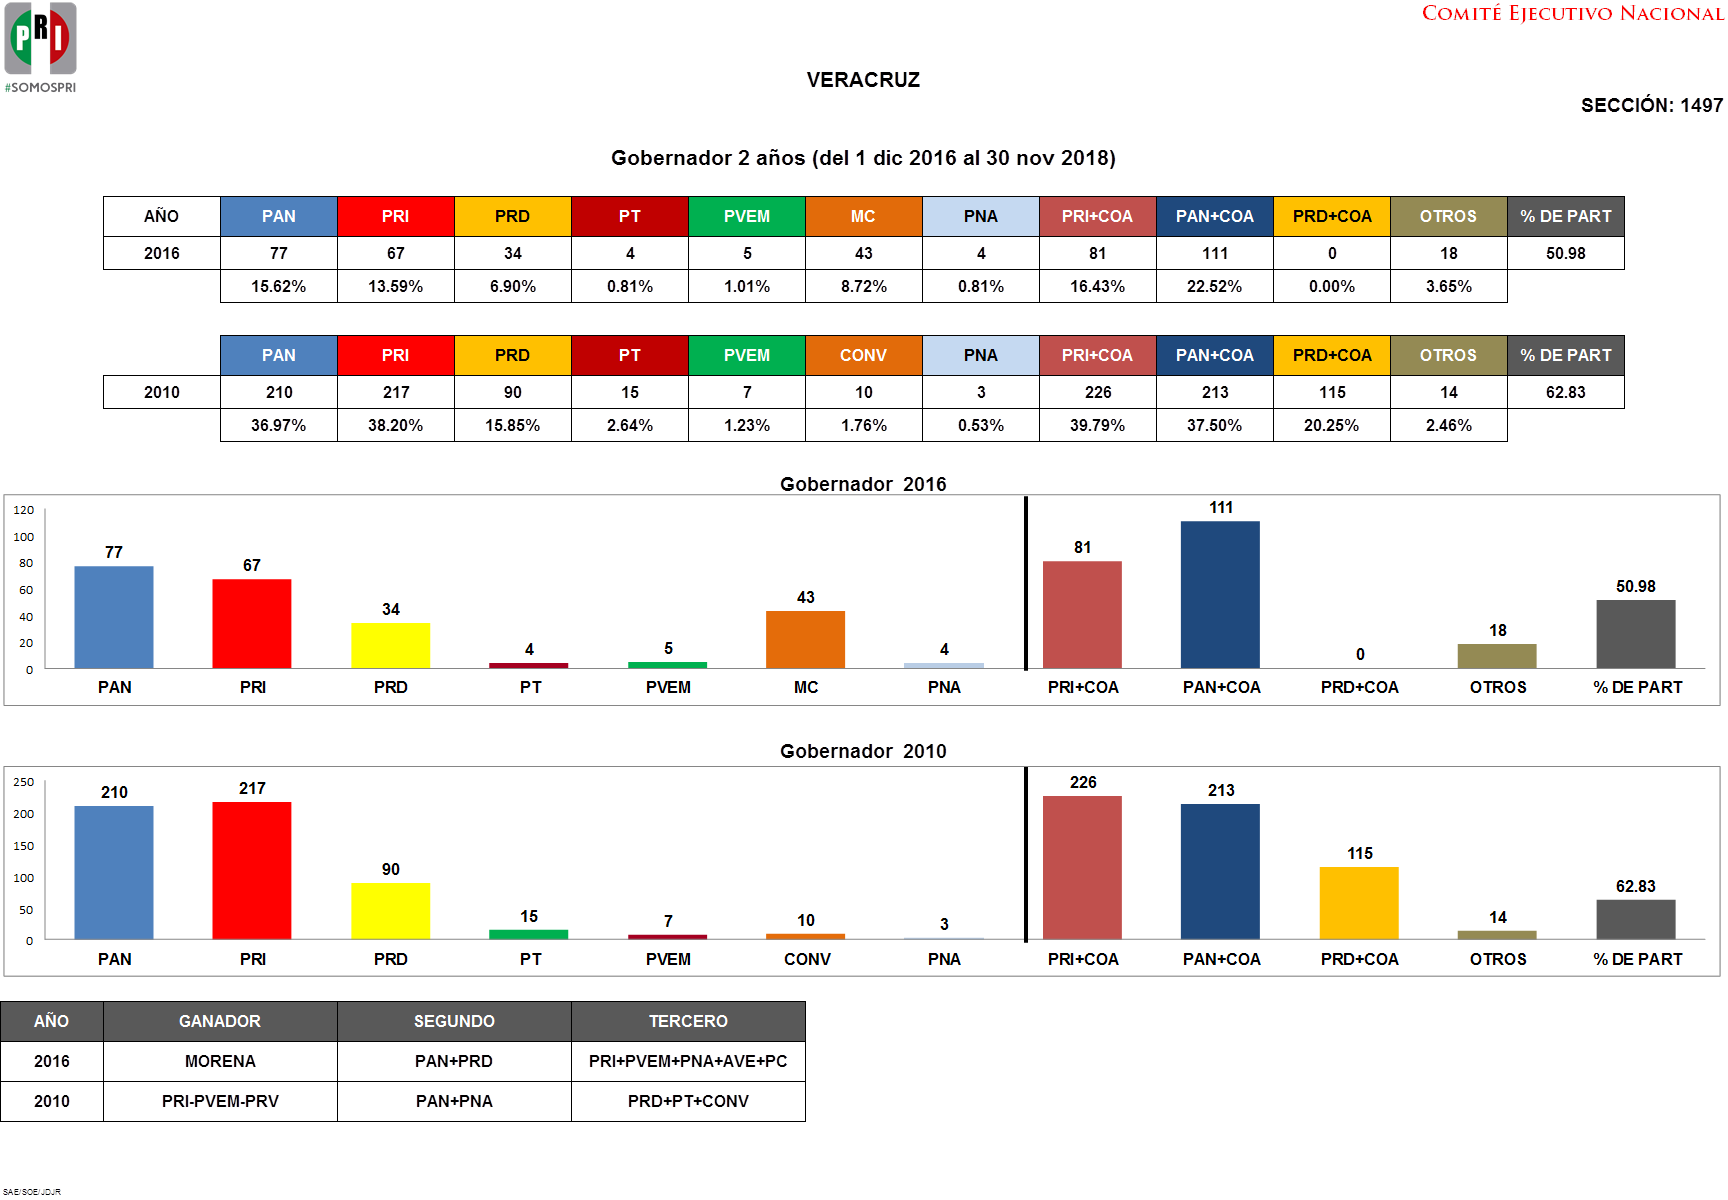 COMITÉ EJECUTIVO NACIONAL
PRI
#SOMOSPRI
VERACRUZ
SECCIÓN: 1497
Gobernador 2 años (del 1 dic 2016 al 30 nov 2018)
AÑO PAN PRI PRD PT PVEM MC PNA PRI+COA PAN+COA PRD+COA OTROS % DE PART
2016 77 67 34 4 5 43 4 81 111 0 18 50.98
15.62% 13.59% 6.90% 0.81% 1.01% 8.72% 0.81% 16.43% 22.52% 0.00% 3.65%
PAN PRI PRD PT PVEM CONV PNA PRI+COA PAN+COA PRD+COA OTROS % DE PART
2010 210 217 90 15 7 10 3 226 213 115 14 62.83
36.97% 38.20% 15.85% 2.64% 1.23% 1.76% 0.53% 39.79% 37.50% 20.25% 2.46%
Gobernador 2016
120
100
80
60
40
20
0
77 67 34 4 5 43 4 81 111 0 18 50.98
PAN PRI PRD PT PVEM MC PNA PRI+COA PAN+COA PRD+COA OTROS % DE PART
Gobernador 2010
250
200
150
100
50
0
210 217 90 15 7 10 3 226 213 115 14 62.83
PAN PRI PRD PT PVEM CONV PNA PRI+COA PAN+COA PRD+COA OTROS % DE PART
AÑO GANADOR SEGUNDO TERCERO
2016 MORENA PAN+PRD PRI+PVEM+PNA+AVE+PC
2010 PRI-PVEM-PRV PAN+PNA PRD+PT+CONV
SAE/SOE/JDJR